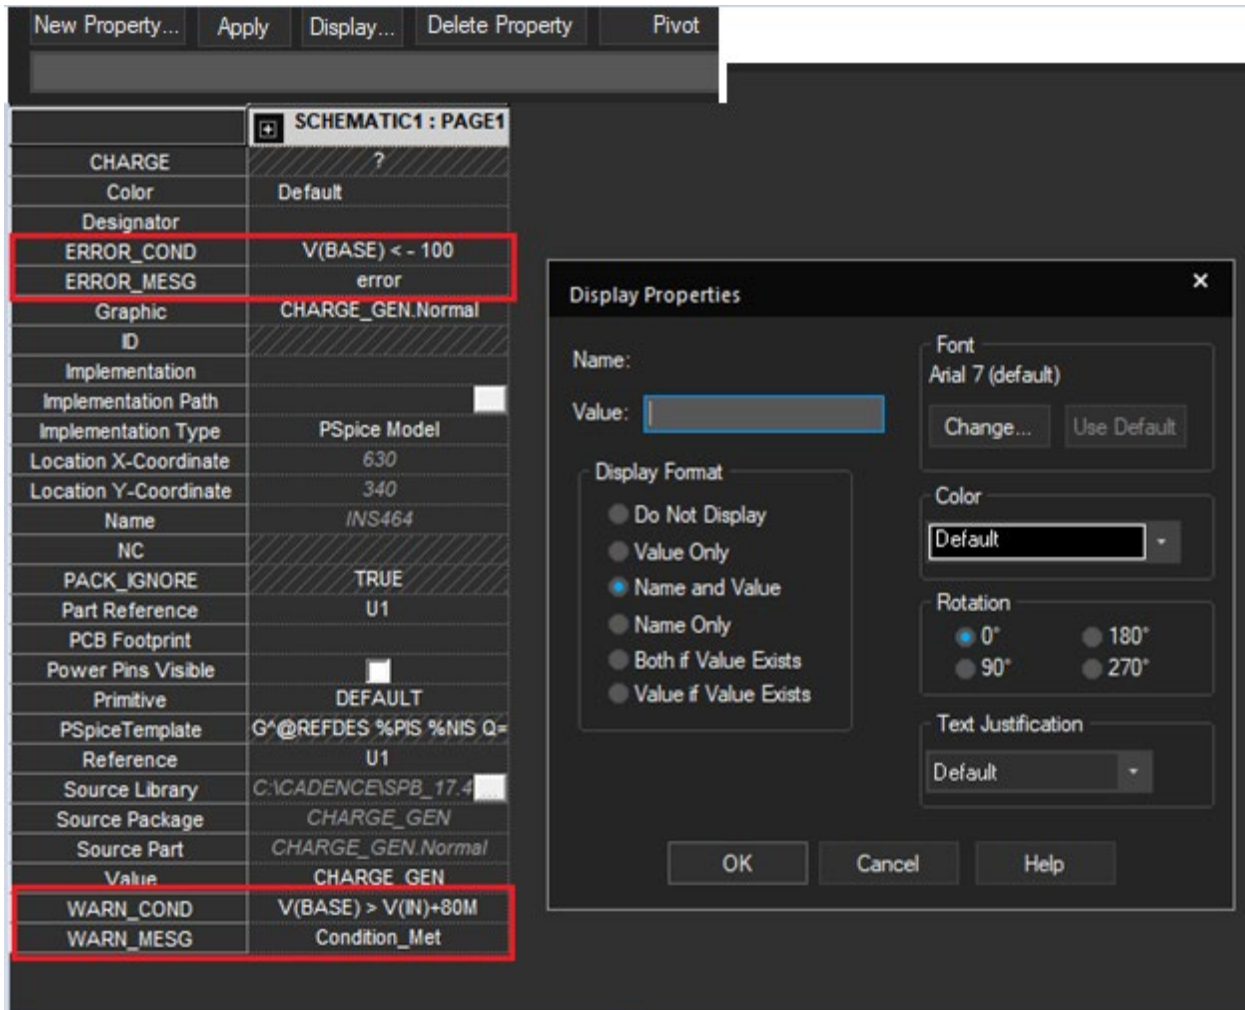 New Property... Apply Display... Delete Property Pivot
SCHEMATIC1 : PAGE1
CHARGE ?
Color Default
Designator
ERROR_COND V(BASE) < - 100
ERROR_MESG error
Graphic CHARGE_GEN.Normal
ID
Implementation
Implementation Path
Implementation Type PSpice Model
Location X-Coordinate 630
Location Y-Coordinate 340
Name INS464
NC
PACK_IGNORE TRUE
Part Reference U1
PCB Footprint
Power Pins Visible
Primitive DEFAULT
PSpiceTemplate G^@REFDES %PIS %NIS Q=
Reference U1
Source Library C:\CADENCE\SPB_17.4
Source Package CHARGE_GEN
Source Part CHARGE_GEN.Normal
Value CHARGE_GEN
WARN_COND V(BASE) > V(IN)+80M
WARN_MESG Condition_Met
Display Properties
Name:
Value:
Display Format
Do Not Display
Value Only
Name and Value
Name Only
Both if Value Exists
Value if Value Exists
Font
Arial 7 (default)
Change... Use Default
Color
Default
Rotation
0° 180°
90° 270°
Text Justification
Default
OK Cancel Help